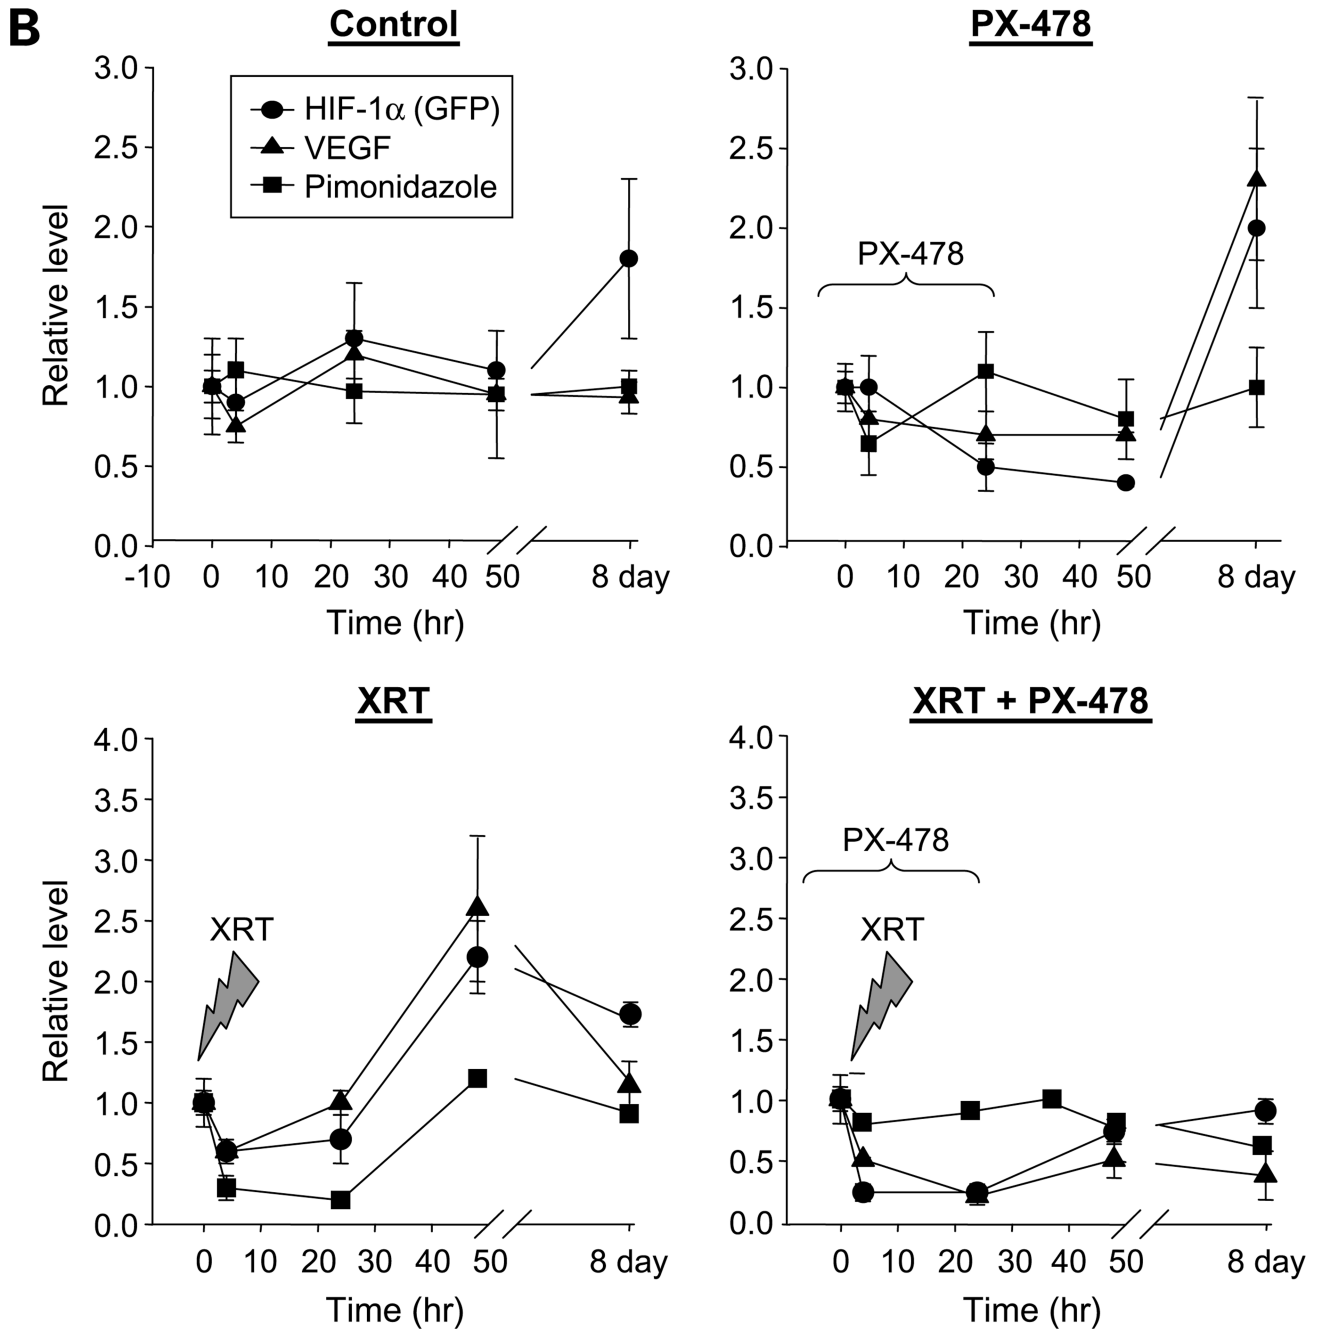 B
Control
3.0
2.5
2.0
1.5
1.0
0.5
0.0
Relative level
HIF-1α (GFP)
VEGF
Pimonidazole
-10 0 10 20 30 40 50 8 day
Time (hr)
PX-478
3.0
2.5
2.0
1.5
1.0
0.5
0.0
PX-478
0 10 20 30 40 50 8 day
Time (hr)
XRT
4.0
3.5
3.0
2.5
2.0
1.5
1.0
0.5
0.0
Relative level
XRT
0 10 20 30 40 50 8 day
Time (hr)
XRT + PX-478
4.0
3.5
3.0
2.5
2.0
1.5
1.0
0.5
0.0
PX-478
XRT
0 10 20 30 40 50 8 day
Time (hr)